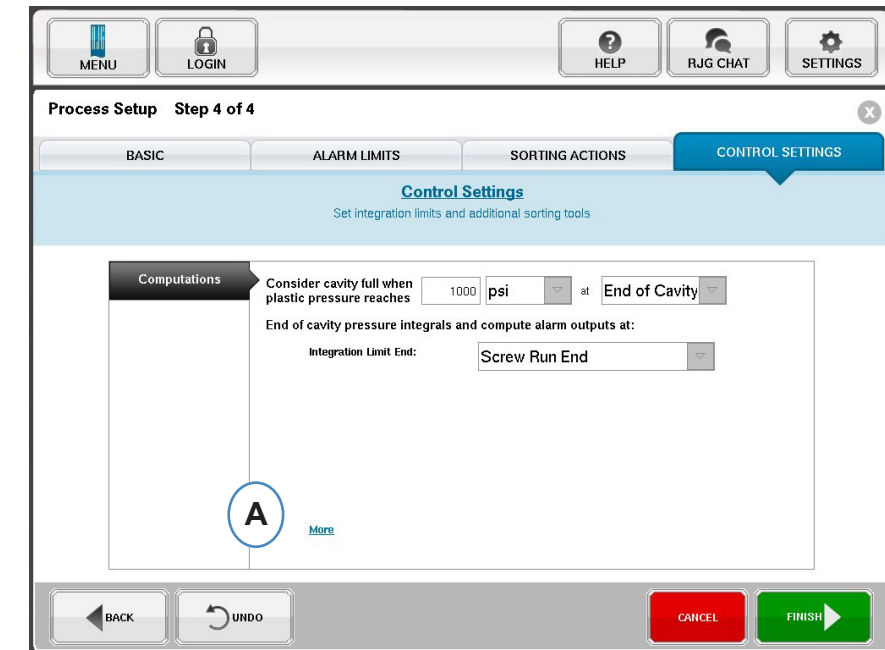 MENU
LOGIN
HELP
RJG CHAT
SETTINGS
Process Setup Step 4 of 4
X
BASIC
ALARM LIMITS
SORTING ACTIONS
CONTROL SETTINGS
Control Settings
Set integration limits and additional sorting tools
Computations
Consider cavity full when
plastic pressure reaches
1000 psi at End of Cavity
End of cavity pressure integrals and compute alarm outputs at:
Integration Limit End: Screw Run End
A
More
BACK
UNDO
CANCEL
FINISH